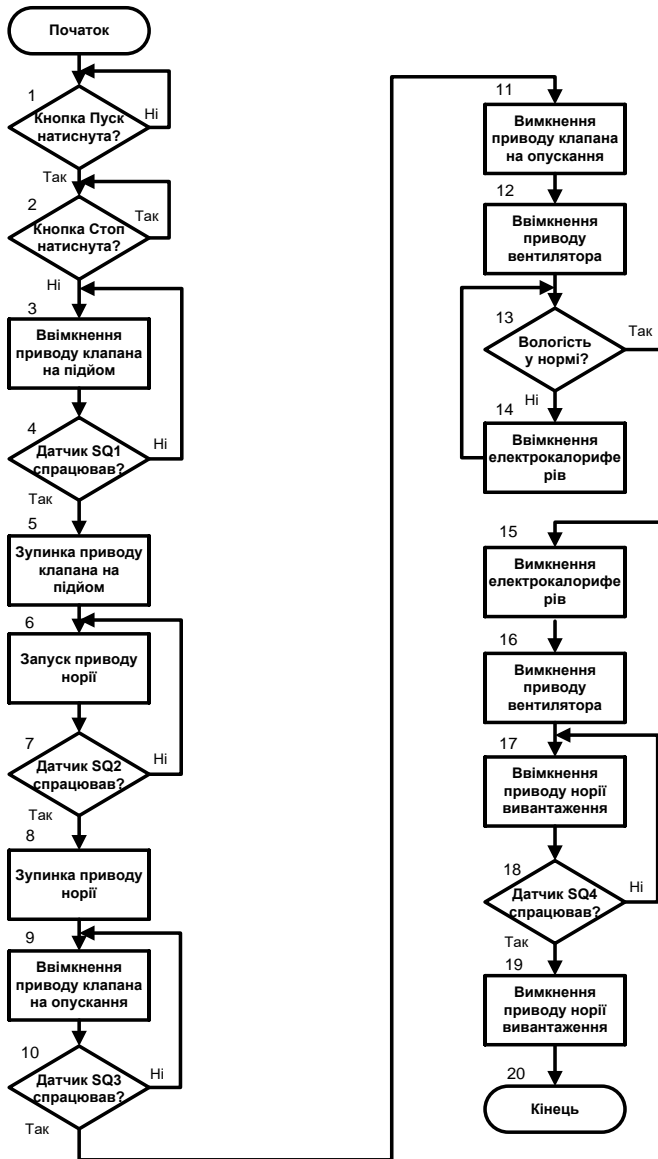 Початок
1
Кнопка Пуск
натиснута?
Ні
Так
2
Кнопка Стоп
натиснута?
Так
Ні
3
Ввімкнення
приводу клапана
на підйом
4
Датчик SQ1
спрацював?
Ні
Так
5
Зупинка приводу
клапана на
підйом
6
Запуск приводу
норії
7
Датчик SQ2
спрацював?
Ні
Так
8
Зупинка приводу
норії
9
Ввімкнення
приводу клапана
на опускання
10
Датчик SQ3
спрацював?
Ні
Так
11
Вимкнення
приводу клапана
на опускання
12
Ввімкнення
приводу
вентилятора
13
Вологість
у нормі?
Так
Ні
14
Ввімкнення
електрокалорифе
рів
15
Вимкнення
електрокалорифе
рів
16
Вимкнення
приводу
вентилятора
17
Ввімкнення
приводу норії
вивантаження
18
Датчик SQ4
спрацював?
Ні
Так
19
Вимкнення
приводу норії
вивантаження
20
Кінець